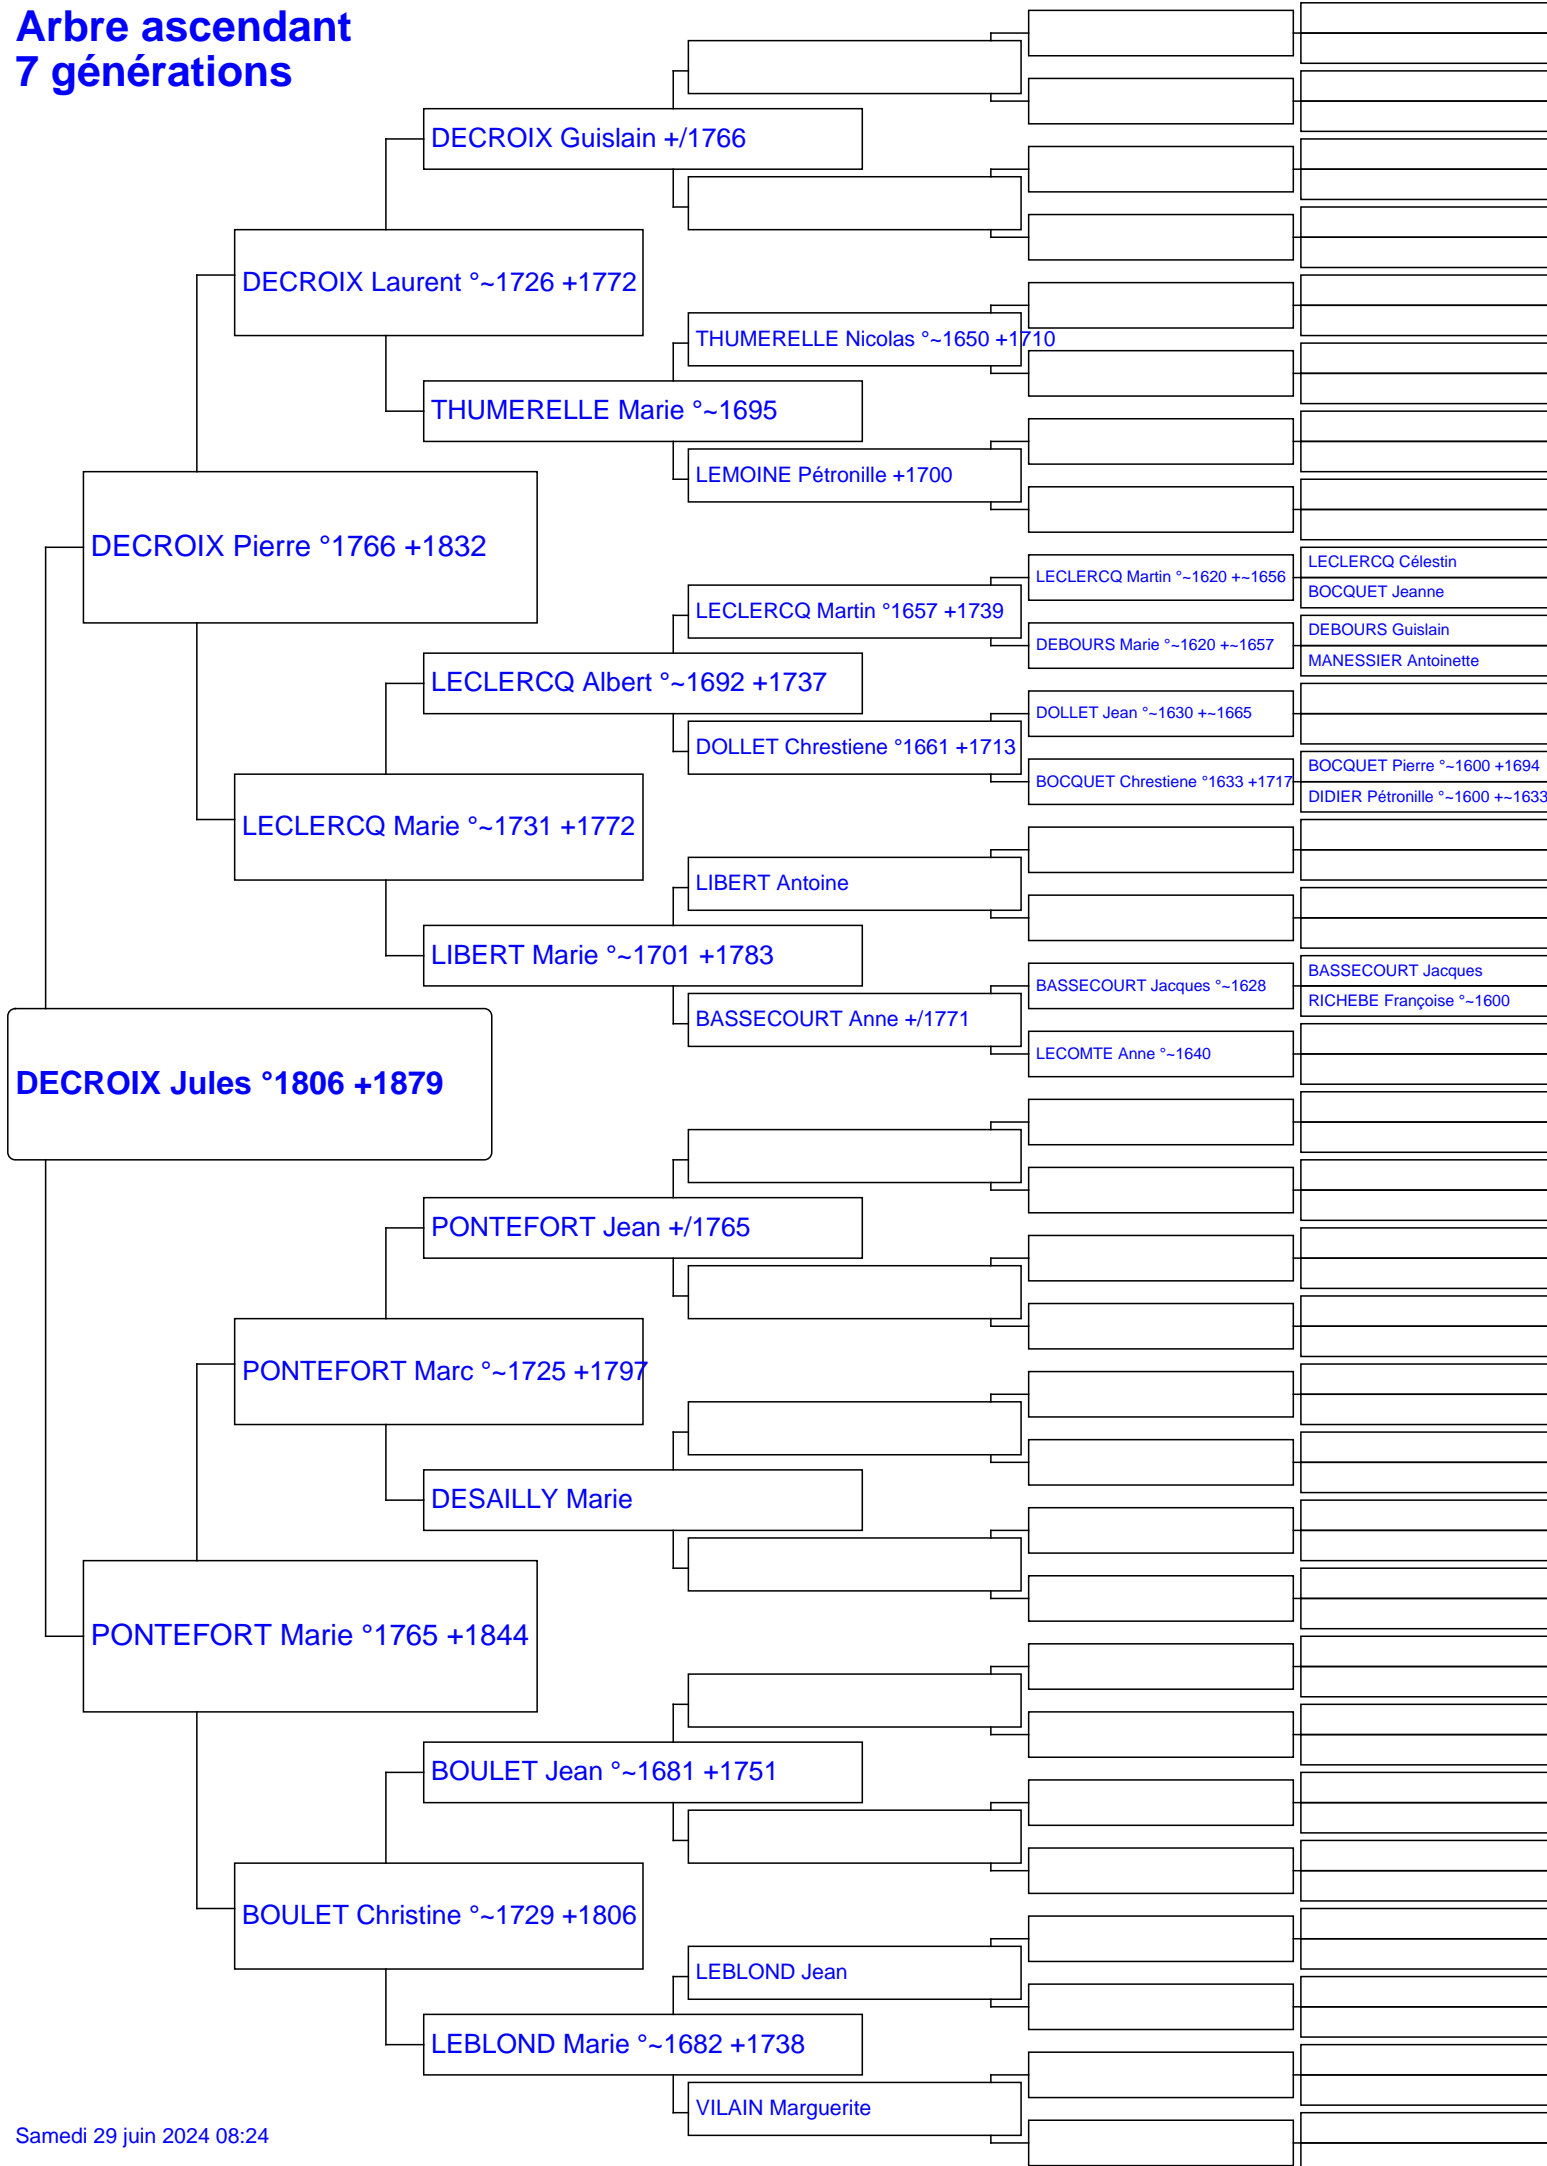 Arbre ascendant
7 générations
DECROIX Guislain +/1766
DECROIX Laurent °~1726 +1772
THUMERELLE Nicolas °~1650 +1710
THUMERELLE Marie °~1695
LEMOINE Pétronille +1700
DECROIX Pierre °1766 +1832
LECLERCQ Célestin
LECLERCQ Martin °~1620 +~1656
BOCQUET Jeanne
LECLERCQ Martin °1657 +1739
DEBOURS Guislain
DEBOURS Marie °~1620 +~1657
MANESSIER Antoinette
LECLERCQ Albert °~1692 +1737
DOLLET Jean °~1630 +~1665
DOLLET Chrestiene °1661 +1713
BOCQUET Pierre °~1600 +1694
BOCQUET Chrestiene °1633 +1717
DIDIER Pétronille °~1600 +~1633
LECLERCQ Marie °~1731 +1772
LIBERT Antoine
LIBERT Marie °~1701 +1783
BASSECOURT Jacques
BASSECOURT Jacques °~1628
RICHEBE Françoise °~1600
BASSECOURT Anne +/1771
LECOMTE Anne °~1640
DECROIX Jules °1806 +1879
PONTEFORT Jean +/1765
PONTEFORT Marc °~1725 +1797
DESAILLY Marie
PONTEFORT Marie °1765 +1844
BOULET Jean °~1681 +1751
BOULET Christine °~1729 +1806
LEBLOND Jean
LEBLOND Marie °~1682 +1738
VILAIN Marguerite
Samedi 29 juin 2024 08:24